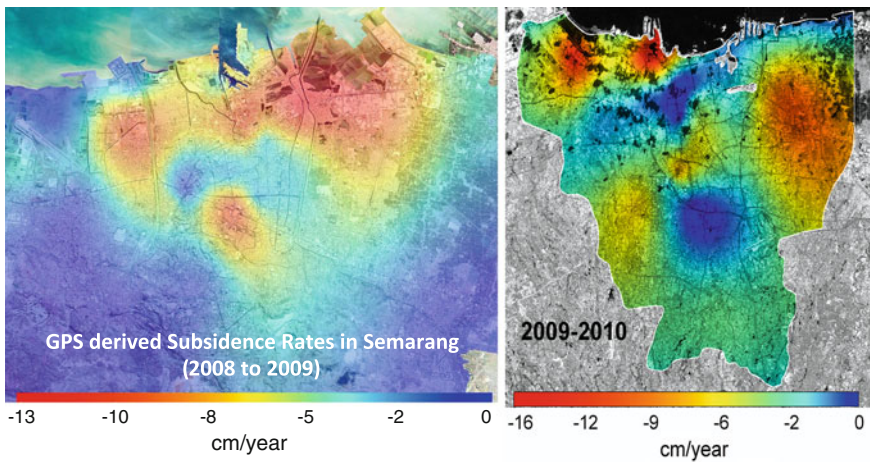 GPS derived Subsidence Rates in Semarang
(2008 to 2009)
-13 -10 -8 -5 -2 0
cm/year
2009-2010
-16 -12 -9 -6 -2 0
cm/year